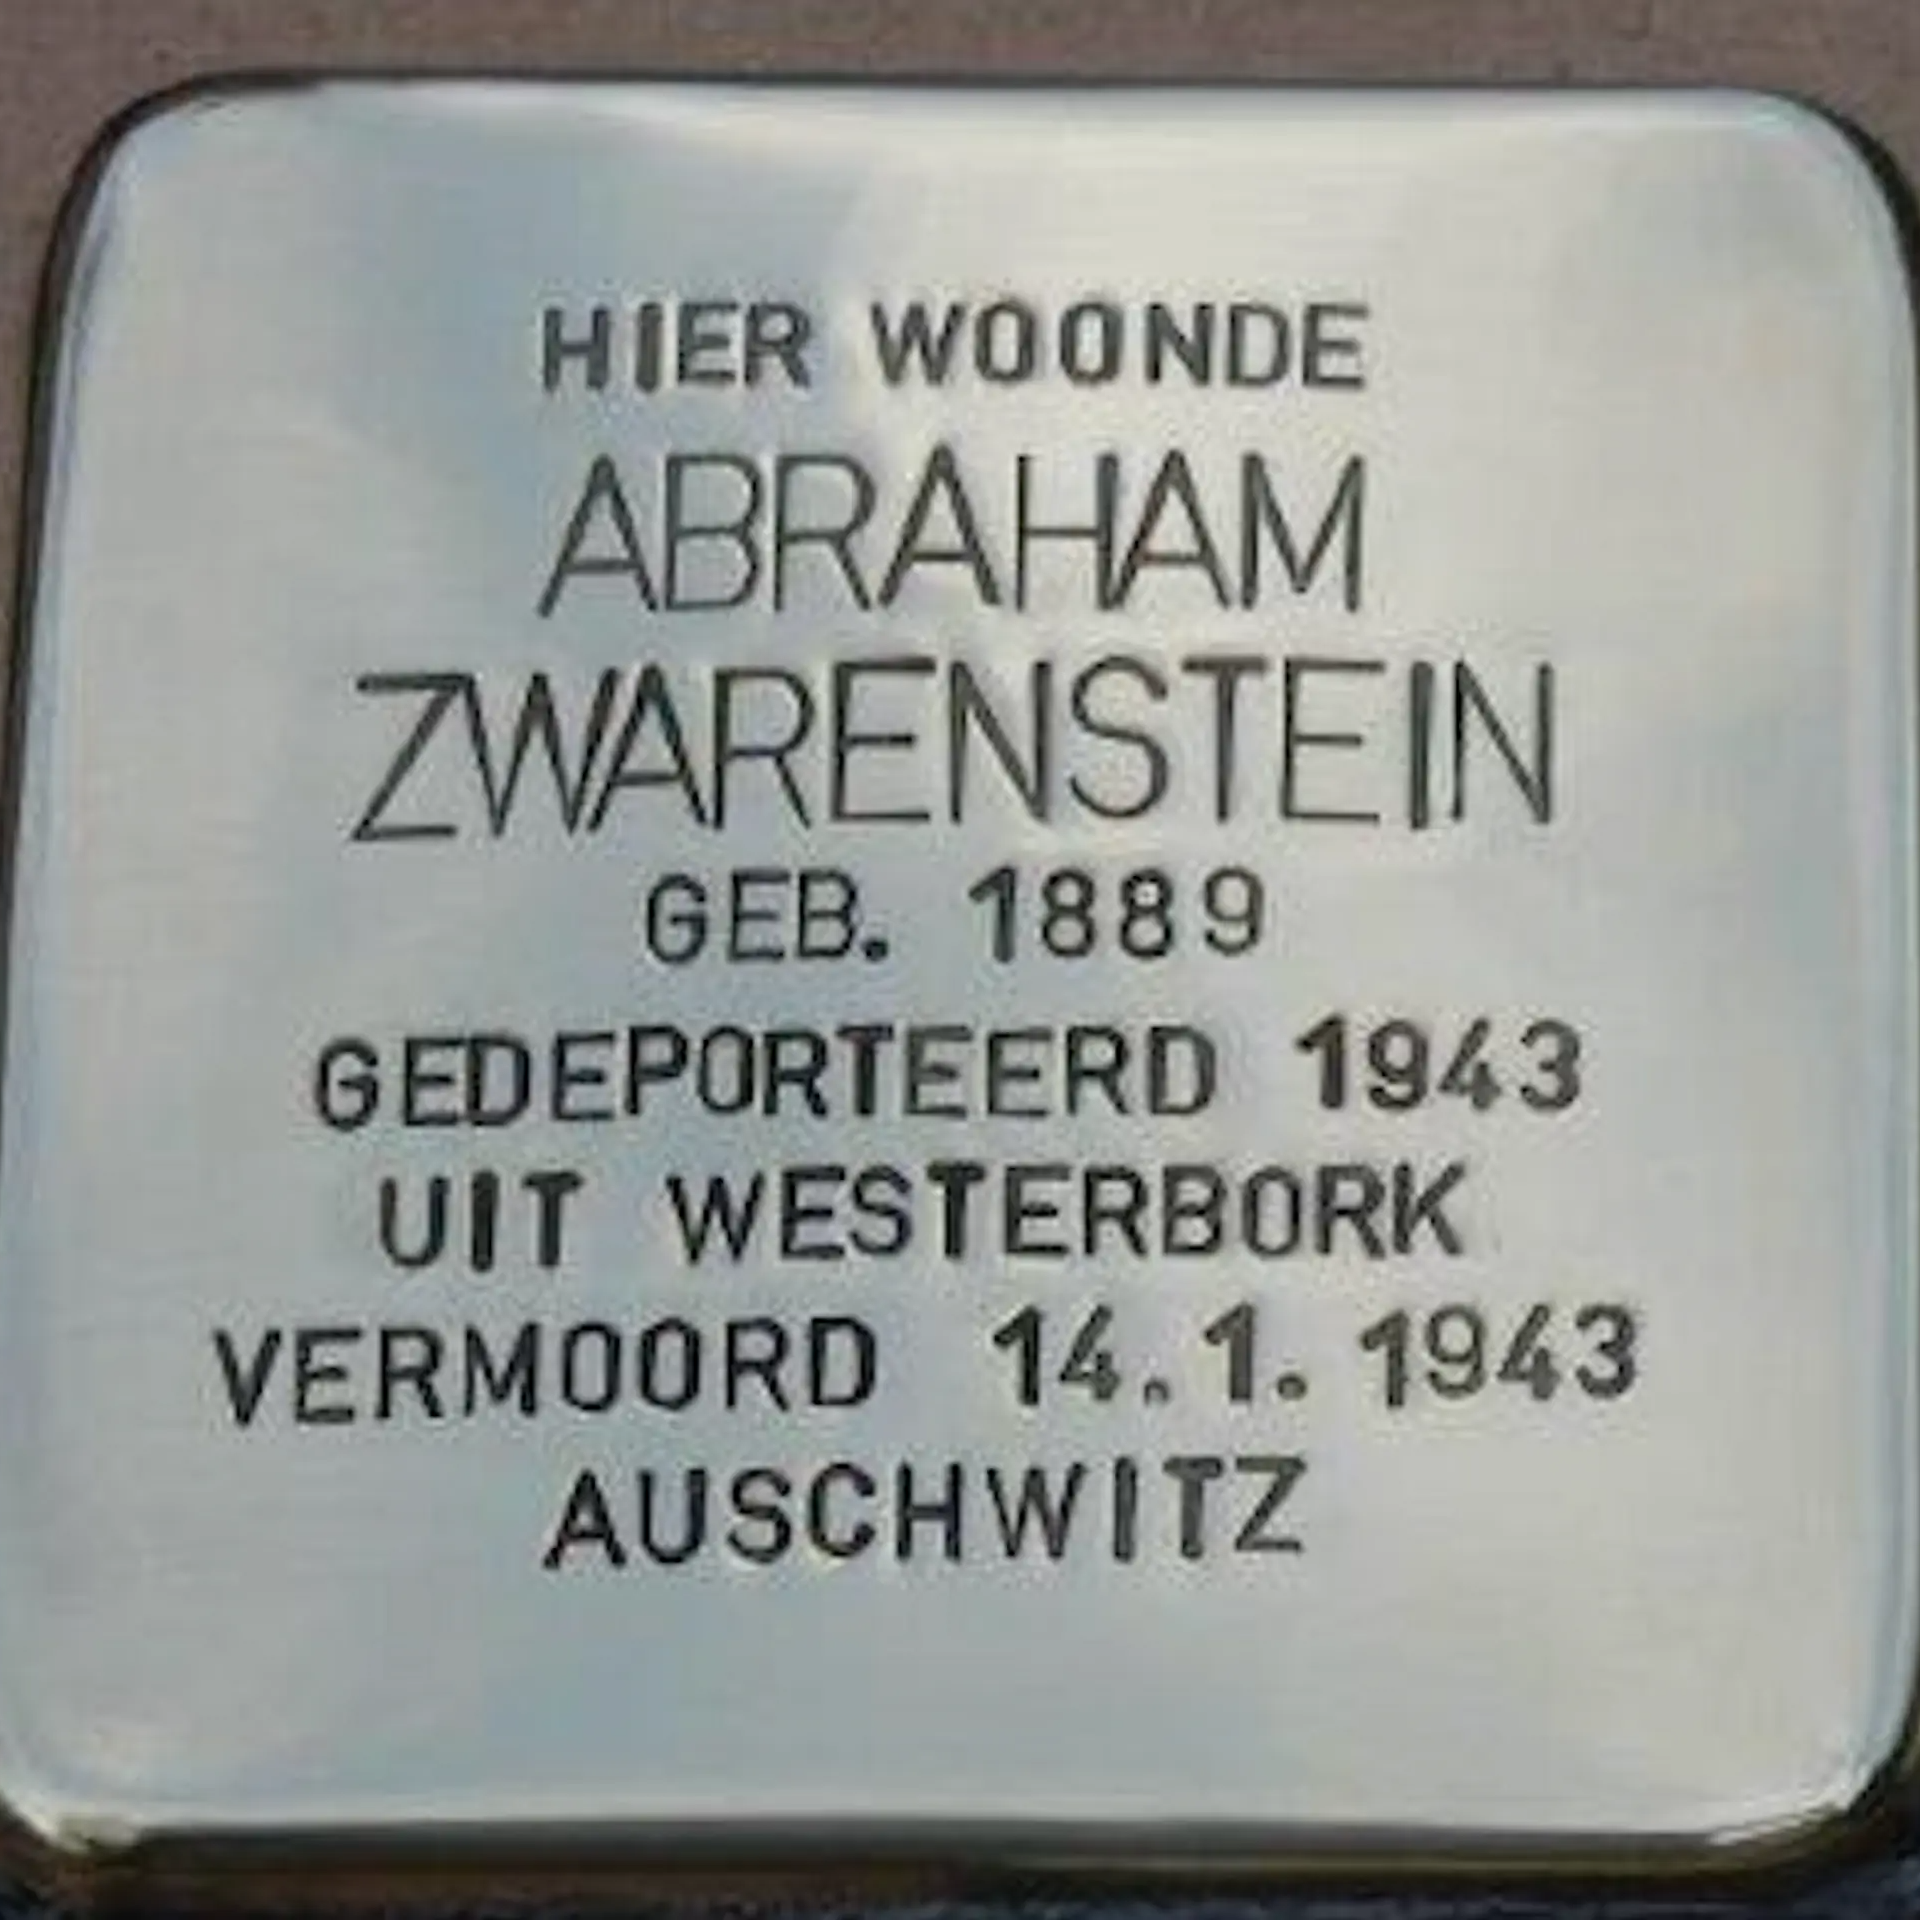 HIER WOONDE
ABRAHAM
ZWARENSTEIN
GEB. 1889
GEDEPORTEERD 1943
UIT WESTERBORK
VERMOORD 14.1.1943
AUSCHWITZ